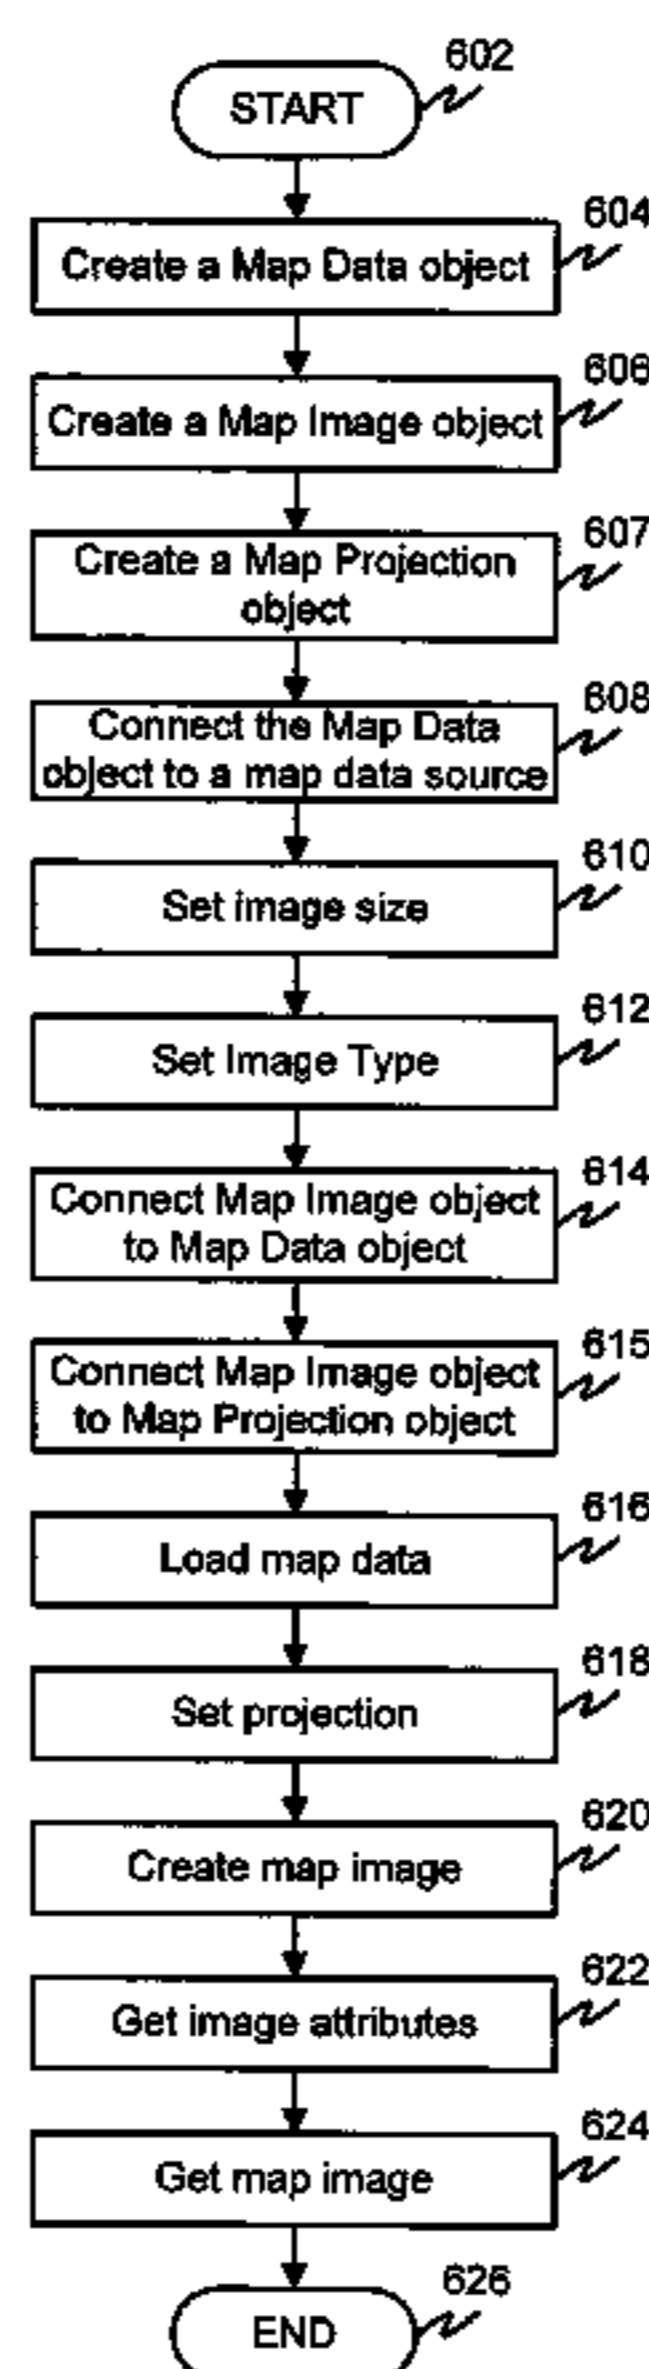 602
START
604
Create a Map Data object
606
Create a Map Image object
607
Create a Map Projection
object
608
Connect the Map Data
object to a map data source
610
Set image size
612
Set Image Type
614
Connect Map Image object
to Map Data object
615
Connect Map Image object
to Map Projection object
616
Load map data
618
Set projection
620
Create map image
622
Get image attributes
624
Get map image
626
END